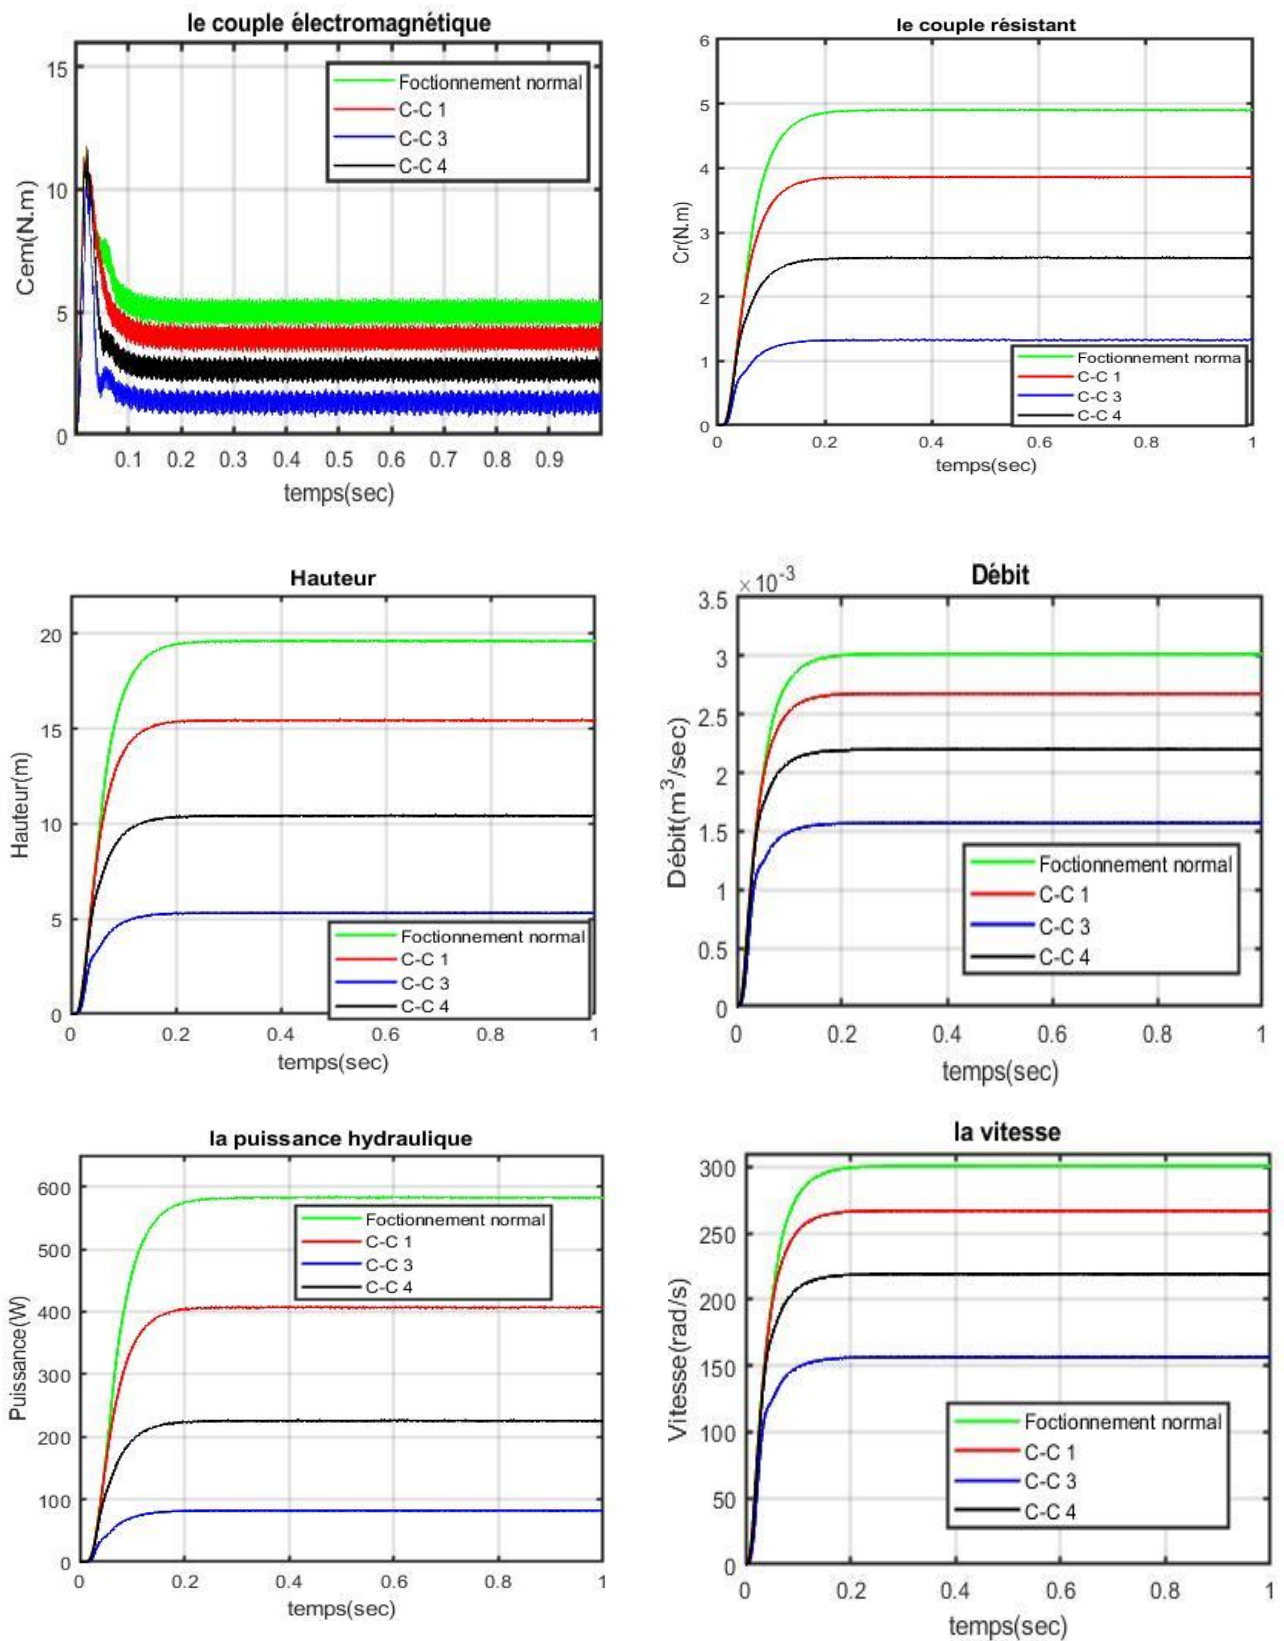 le couple électromagnétique
15
10
5
0
Cem(N.m)
0.1 0.2 0.3 0.4 0.5 0.6 0.7 0.8 0.9
temps(sec)
Foctionnement normal
C-C 1
C-C 3
C-C 4
le couple résistant
6
5
4
3
2
1
0
Cr(N.m)
0 0.2 0.4 0.6 0.8 1
temps(sec)
Foctionnement norma
C-C 1
C-C 3
C-C 4
Hauteur
20
15
10
5
0
Hauteur(m)
0 0.2 0.4 0.6 0.8 1
temps(sec)
Foctionnement normal
C-C 1
C-C 3
C-C 4
Débit
×10⁻³
3.5
3
2.5
2
1.5
1
0.5
0
Débit(m³/sec)
0 0.2 0.4 0.6 0.8 1
temps(sec)
Foctionnement normal
C-C 1
C-C 3
C-C 4
la puissance hydraulique
600
500
400
300
200
100
0
Puissance(W)
0 0.2 0.4 0.6 0.8 1
temps(sec)
Foctionnement normal
C-C 1
C-C 3
C-C 4
la vitesse
300
250
200
150
100
50
0
Vitesse(rad/s)
0 0.2 0.4 0.6 0.8 1
temps(sec)
Foctionnement normal
C-C 1
C-C 3
C-C 4